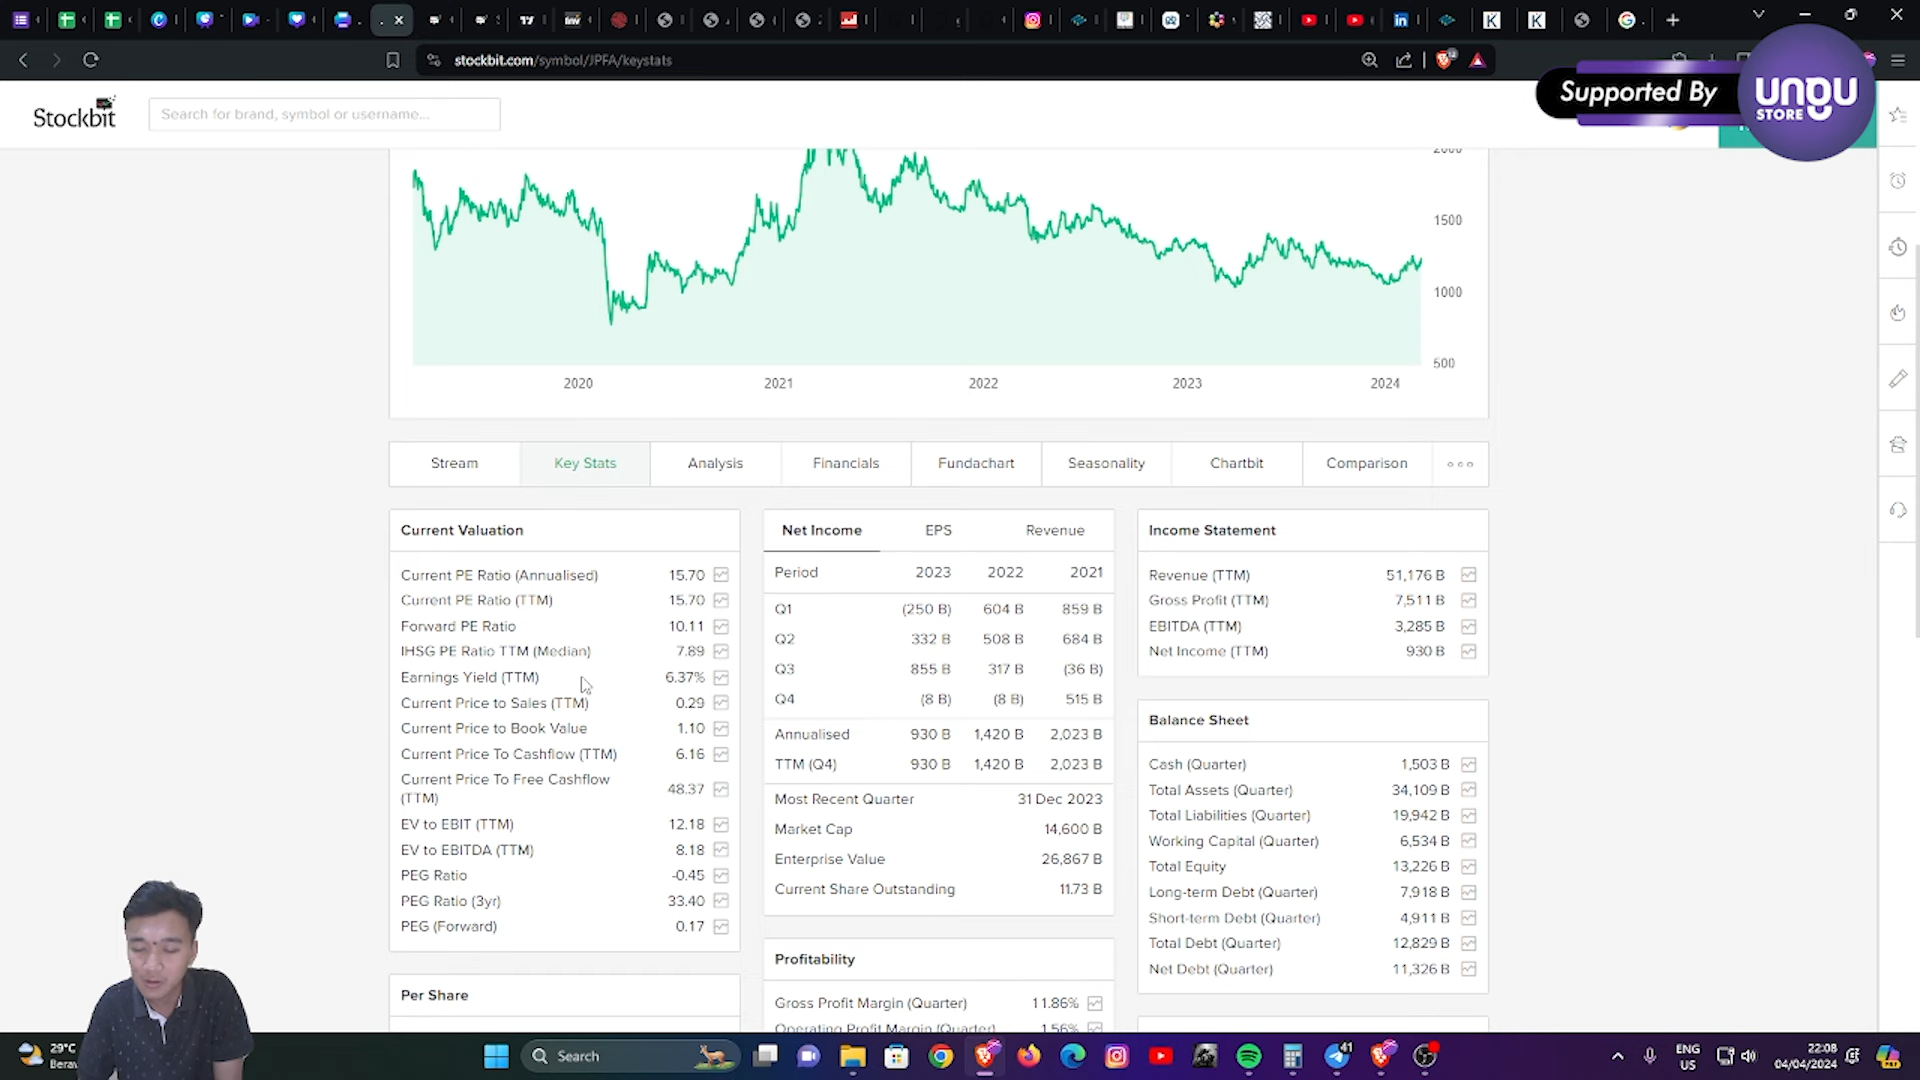 stockbit.com/symbol/JPFA/keystats
12
Supported By
UNGU
STORE
Stockbit
Search for brand, symbol or username...
2000
1500
1000
500
2020
2021
2022
2023
2024
Stream
Key Stats
Analysis
Financials
Fundachart
Seasonality
Chartbit
Comparison
Current Valuation
Current PE Ratio (Annualised) 15.70
Current PE Ratio (TTM) 15.70
Forward PE Ratio 10.11
IHSG PE Ratio TTM (Median) 7.89
Earnings Yield (TTM) 6.37%
Current Price to Sales (TTM) 0.29
Current Price to Book Value 1.10
Current Price To Cashflow (TTM) 6.16
Current Price To Free Cashflow
(TTM) 48.37
EV to EBIT (TTM) 12.18
EV to EBITDA (TTM) 8.18
PEG Ratio -0.45
PEG Ratio (3yr) 33.40
PEG (Forward) 0.17
Per Share
Net Income EPS Revenue
Period 2023 2022 2021
Q1 (250 B) 604 B 859 B
Q2 332 B 508 B 684 B
Q3 855 B 317 B (36 B)
Q4 (8 B) (8 B) 515 B
Annualised 930 B 1,420 B 2,023 B
TTM (Q4) 930 B 1,420 B 2,023 B
Most Recent Quarter 31 Dec 2023
Market Cap 14,600 B
Enterprise Value 26,867 B
Current Share Outstanding 11.73 B
Profitability
Gross Profit Margin (Quarter) 11.86%
Operating Profit Margin (Quarter) 1.56%
Income Statement
Revenue (TTM) 51,176 B
Gross Profit (TTM) 7,511 B
EBITDA (TTM) 3,285 B
Net Income (TTM) 930 B
Balance Sheet
Cash (Quarter) 1,503 B
Total Assets (Quarter) 34,109 B
Total Liabilities (Quarter) 19,942 B
Working Capital (Quarter) 6,534 B
Total Equity 13,226 B
Long-term Debt (Quarter) 7,918 B
Short-term Debt (Quarter) 4,911 B
Total Debt (Quarter) 12,829 B
Net Debt (Quarter) 11,326 B
29°C
Search
41
ENG
US
22:08
04/04/2024